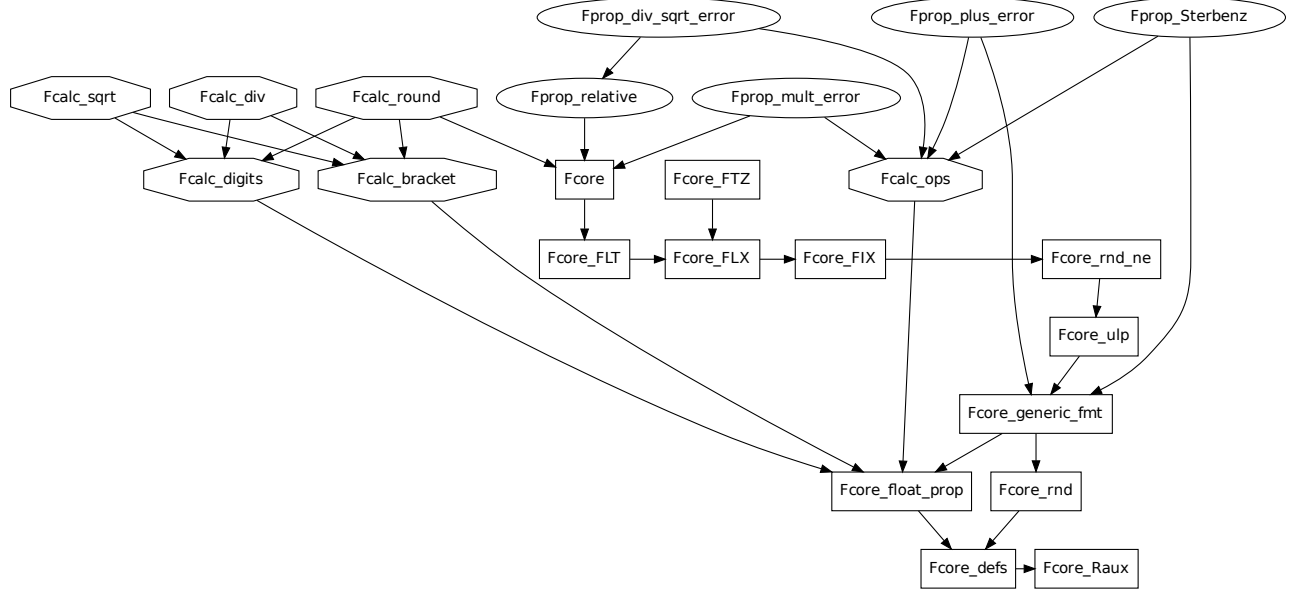 Fprop_div_sqrt_error
Fprop_plus_error
Fprop_Sterbenz
Fcalc_sqrt
Fcalc_div
Fcalc_round
Fprop_relative
Fprop_mult_error
Fcalc_digits
Fcalc_bracket
Fcore
Fcore_FTZ
Fcalc_ops
Fcore_FLT
Fcore_FLX
Fcore_FIX
Fcore_rnd_ne
Fcore_ulp
Fcore_generic_fmt
Fcore_float_prop
Fcore_rnd
Fcore_defs
Fcore_Raux